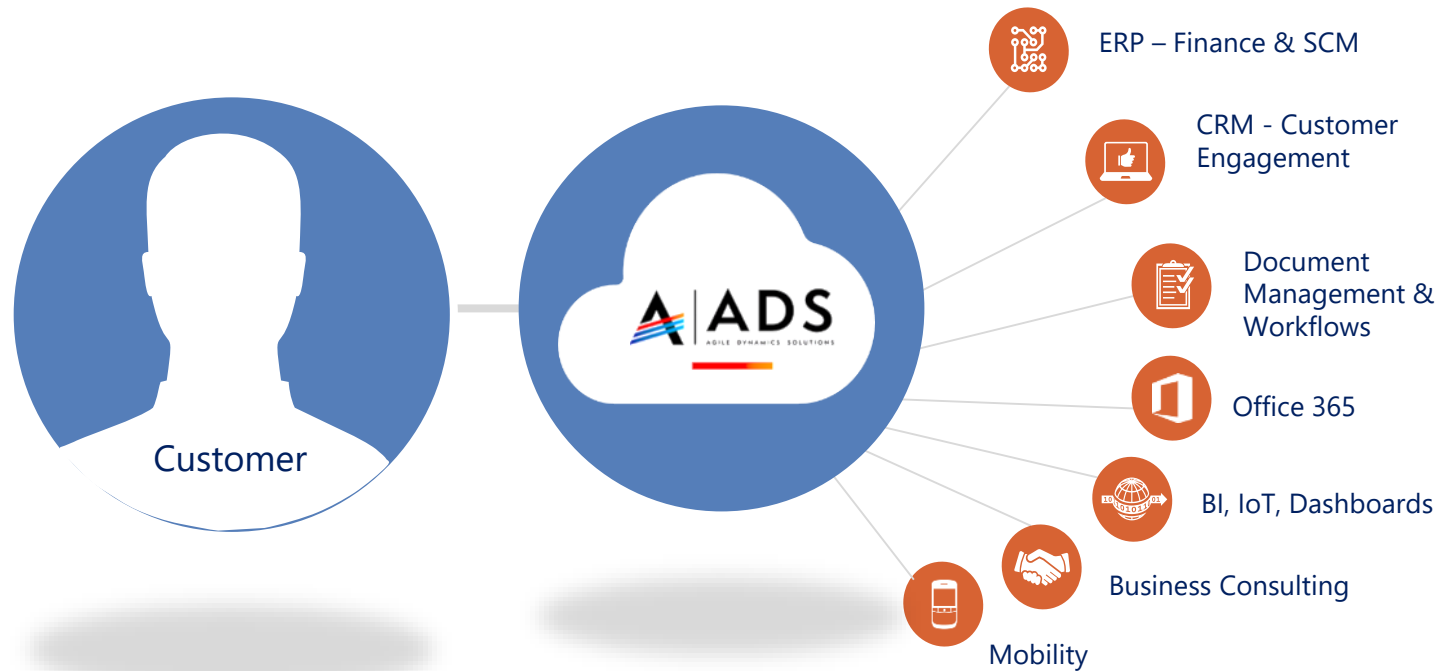 ERP – Finance & SCM
CRM - Customer
Engagement
Document
Management &
Workflows
ADS
AGILE DYNAMICS SOLUTIONS
Office 365
Customer
BI, IoT, Dashboards
Business Consulting
Mobility